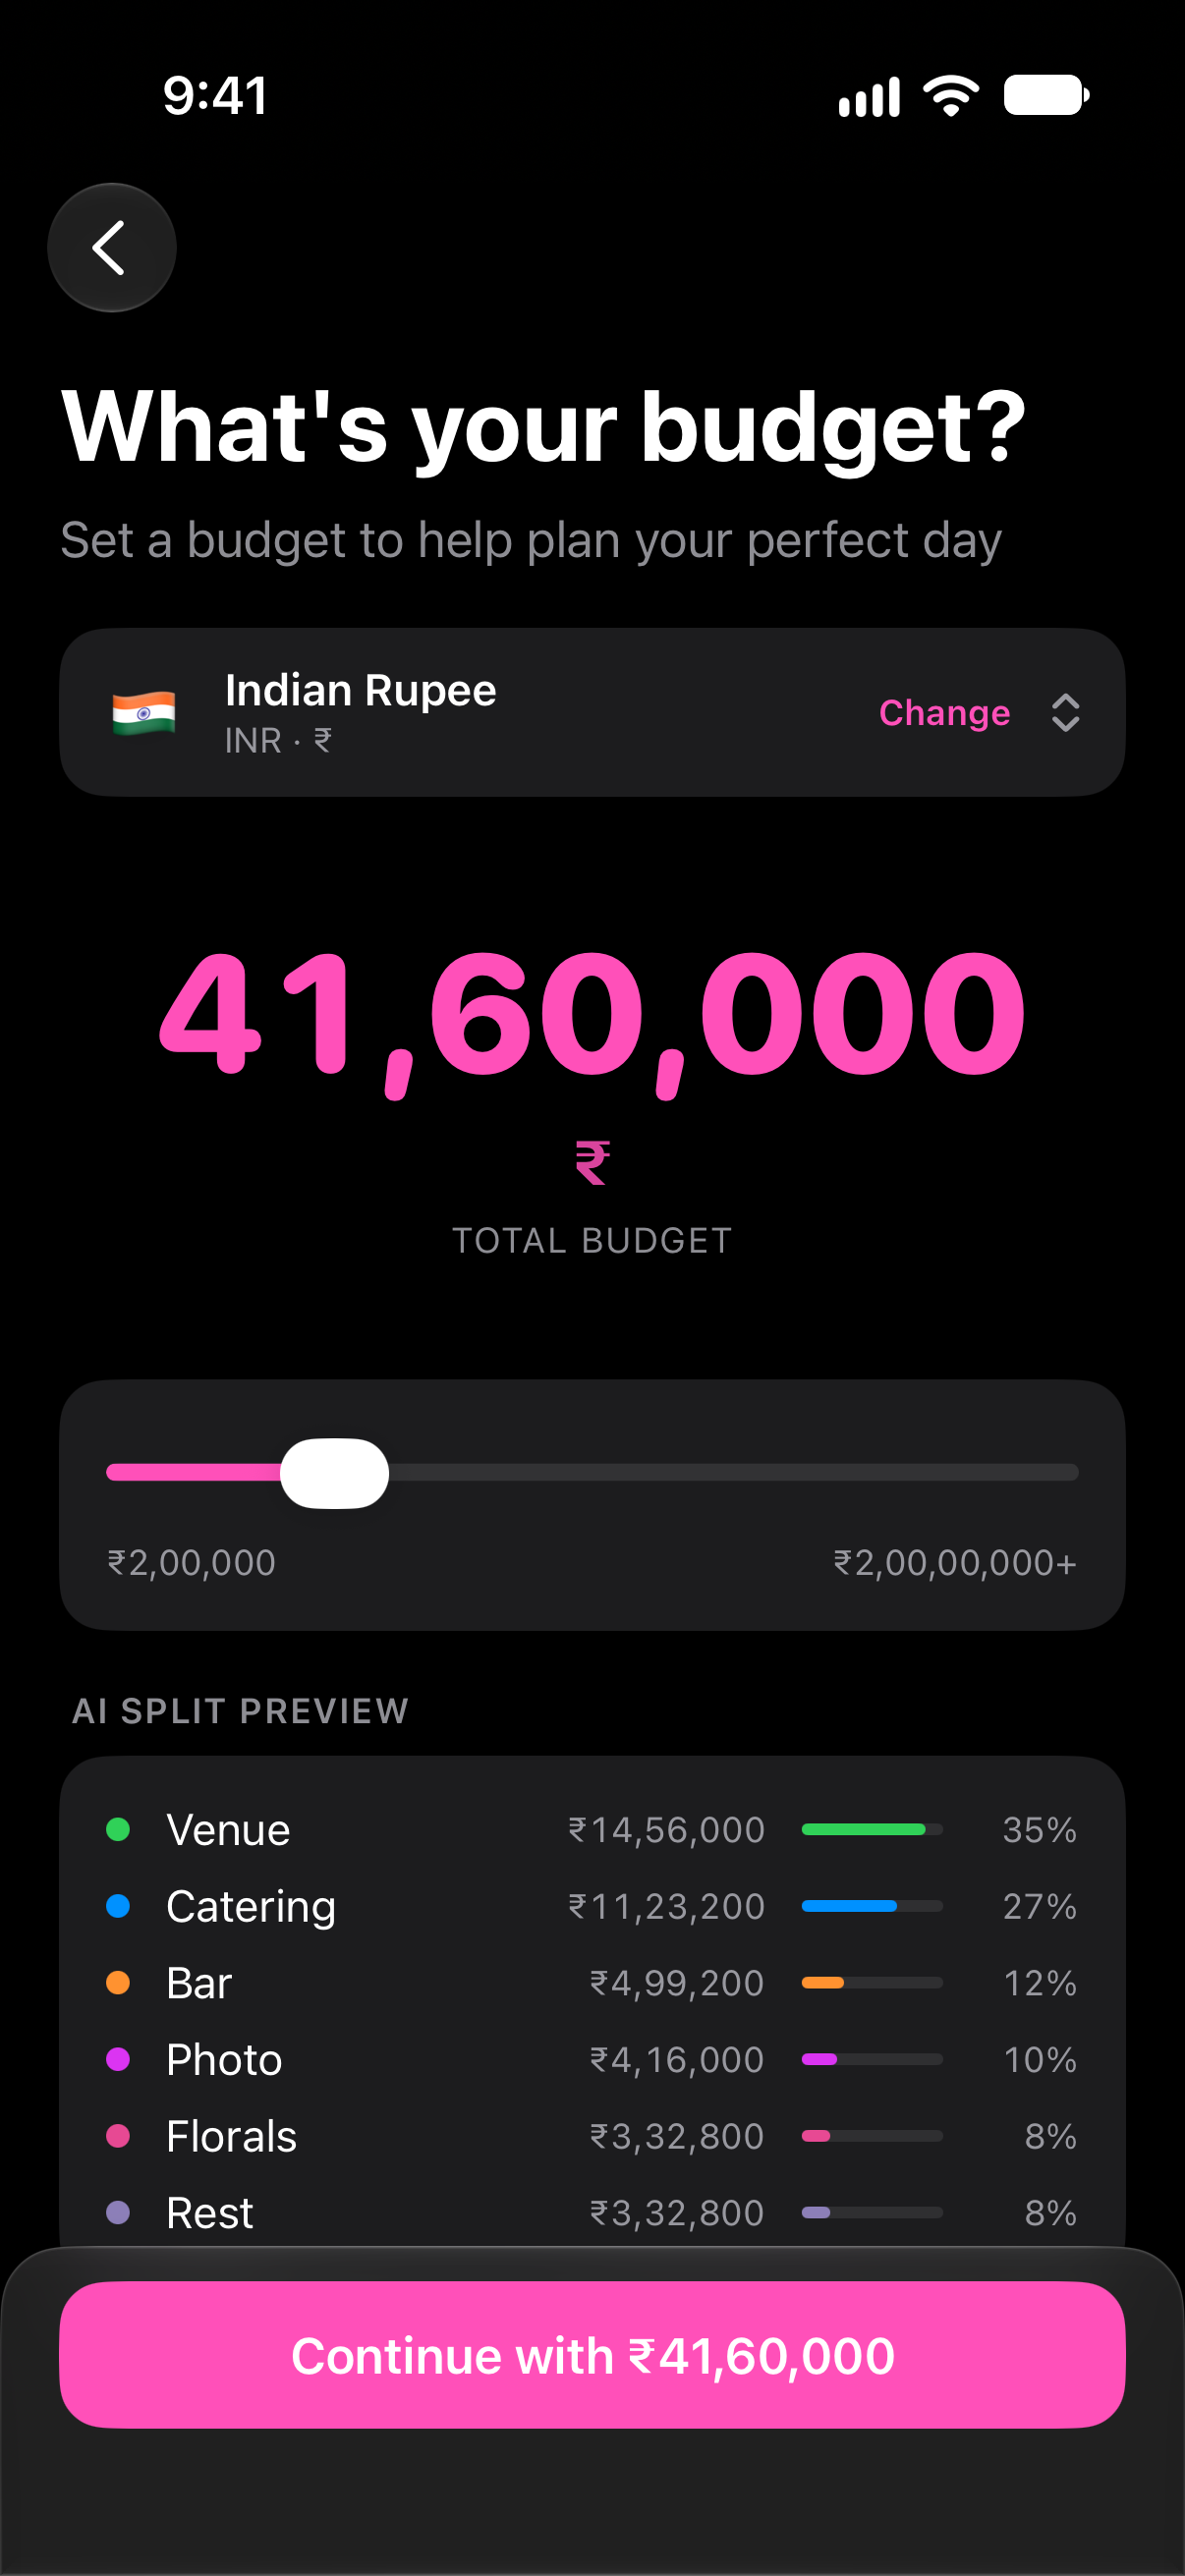 9:41
What's your budget?
Set a budget to help plan your perfect day
Indian Rupee
INR · ₹
Change
41,60,000
₹
TOTAL BUDGET
₹2,00,000
₹2,00,00,000+
AI SPLIT PREVIEW
Venue ₹14,56,000 35%
Catering ₹11,23,200 27%
Bar ₹4,99,200 12%
Photo ₹4,16,000 10%
Florals ₹3,32,800 8%
Rest ₹3,32,800 8%
Continue with ₹41,60,000